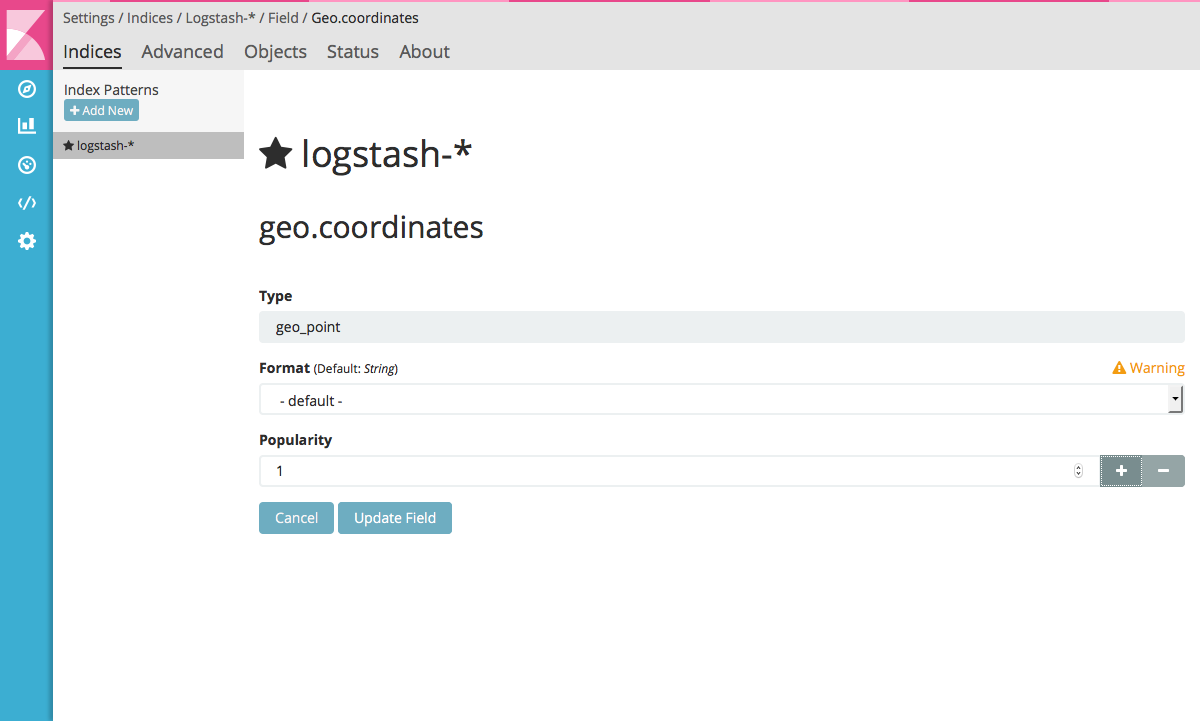 Settings / Indices / Logstash-* / Field / Geo.coordinates
Indices Advanced Objects Status About
Index Patterns
Add New
logstash-*
logstash-*
geo.coordinates
Type
geo_point
Format (Default: String) Warning
- default -
Popularity
1
Cancel Update Field